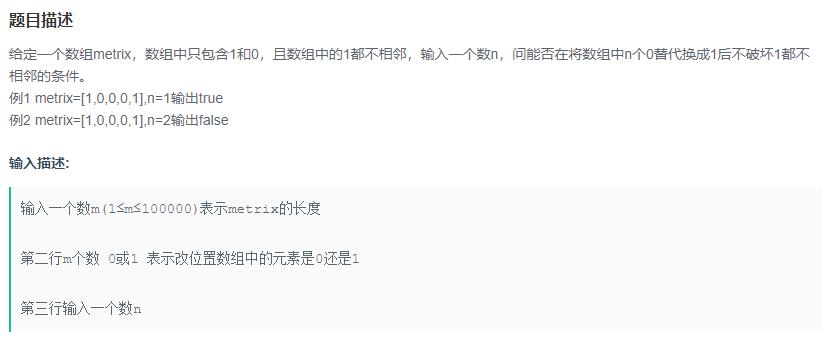 题目描述
给定一个数组metrix，数组中只包含1和0，且数组中的1都不相邻，输入一个数n，问能否在将数组中n个0替代换成1后不破坏1都不
相邻的条件。
例1 metrix=[1,0,0,0,1],n=1输出true
例2 metrix=[1,0,0,0,1],n=2输出false
输入描述:
输入一个数m(1≤m≤100000)表示metrix的长度
第二行m个数 0或1 表示改位置数组中的元素是0还是1
第三行输入一个数n